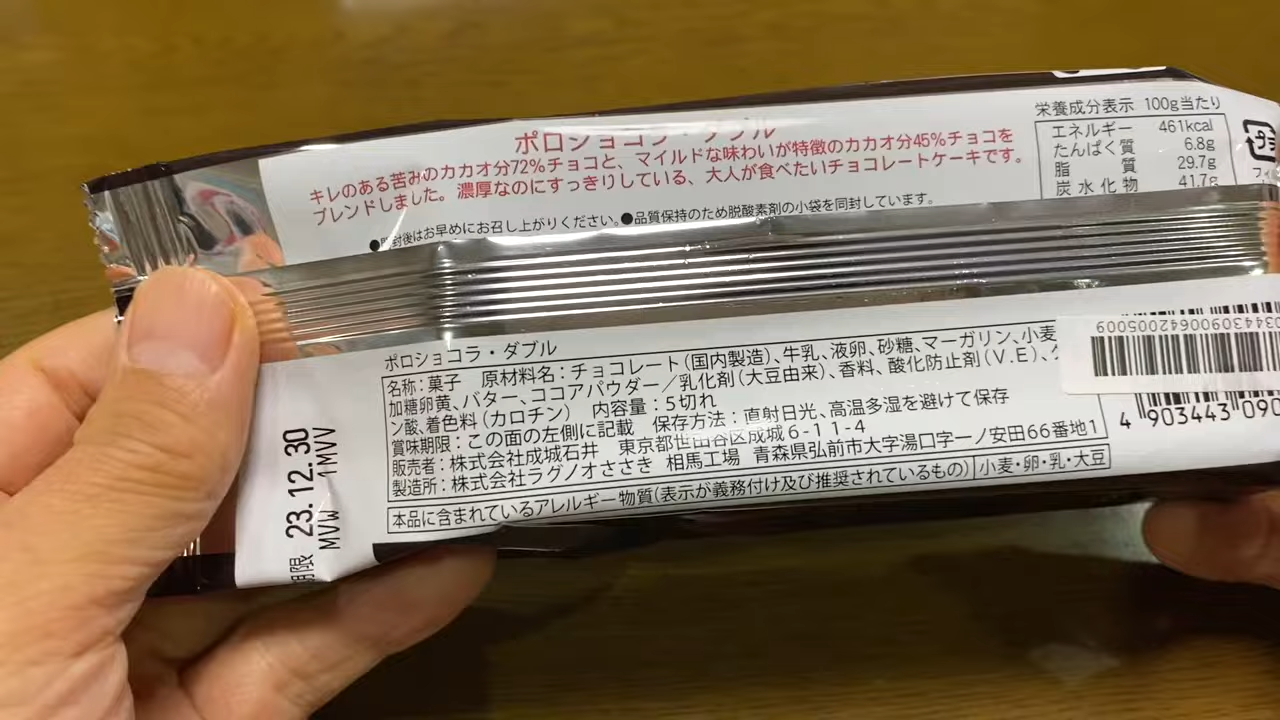 ポロショコラ・ダブル
キレのある苦みのカカオ分72%チョコと、マイルドな味わいが特徴のカカオ分45%チョコを
ブレンドしました。濃厚なのにすっきりしている、大人が食べたいチョコレートケーキです。
●開封後はお早めにお召し上がりください。●品質保持のため脱酸素剤の小袋を同封しています。
栄養成分表示 100g当たり
エネルギー 461kcal
たんぱく質 6.8g
脂質 29.7g
炭水化物 41.7g
プラ
ポロショコラ・ダブル
名称：菓子 原材料名：チョコレート（国内製造）、牛乳、液卵、砂糖、マーガリン、小麦
加糖卵黄、バター、ココアパウダー／乳化剤（大豆由来）、香料、酸化防止剤（V.E）、
ン酸、着色料（カロチン） 内容量：5切れ
賞味期限：この面の左側に記載 保存方法：直射日光、高温多湿を避けて保存
販売者：株式会社成城石井 東京都世田谷区成城6-11-4
製造所：株式会社ラグノオささき 相馬工場 青森県弘前市大字湯口字一ノ安田66番地1
本品に含まれているアレルギー物質（表示が義務付け及び推奨されているもの） 小麦・卵・乳・大豆
期限 23.12.30
MVW 1MVV
0344309000642005009
4 903443 090